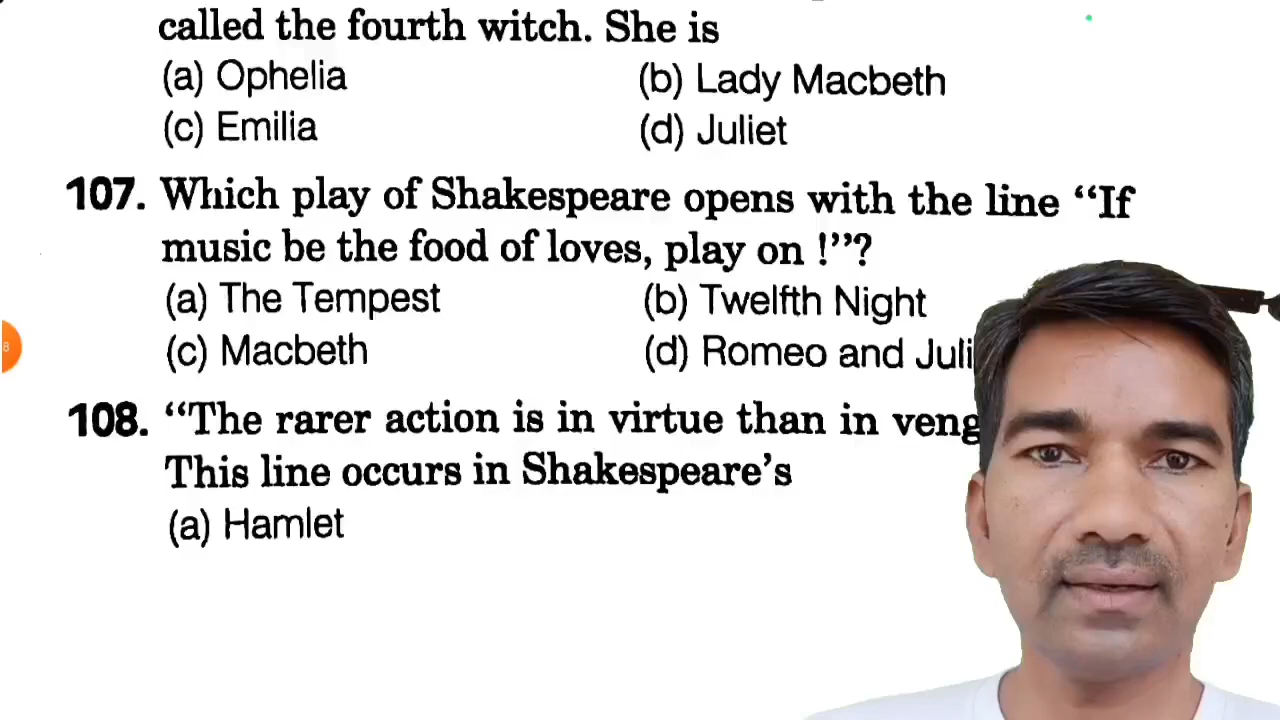 called the fourth witch. She is
(a) Ophelia (b) Lady Macbeth
(c) Emilia (d) Juliet
107. Which play of Shakespeare opens with the line “If
music be the food of loves, play on !”?
(a) The Tempest (b) Twelfth Night
(c) Macbeth (d) Romeo and
108. “The rarer action is in virtue than in
This line occurs in Shakespeare’s
(a) Hamlet
8